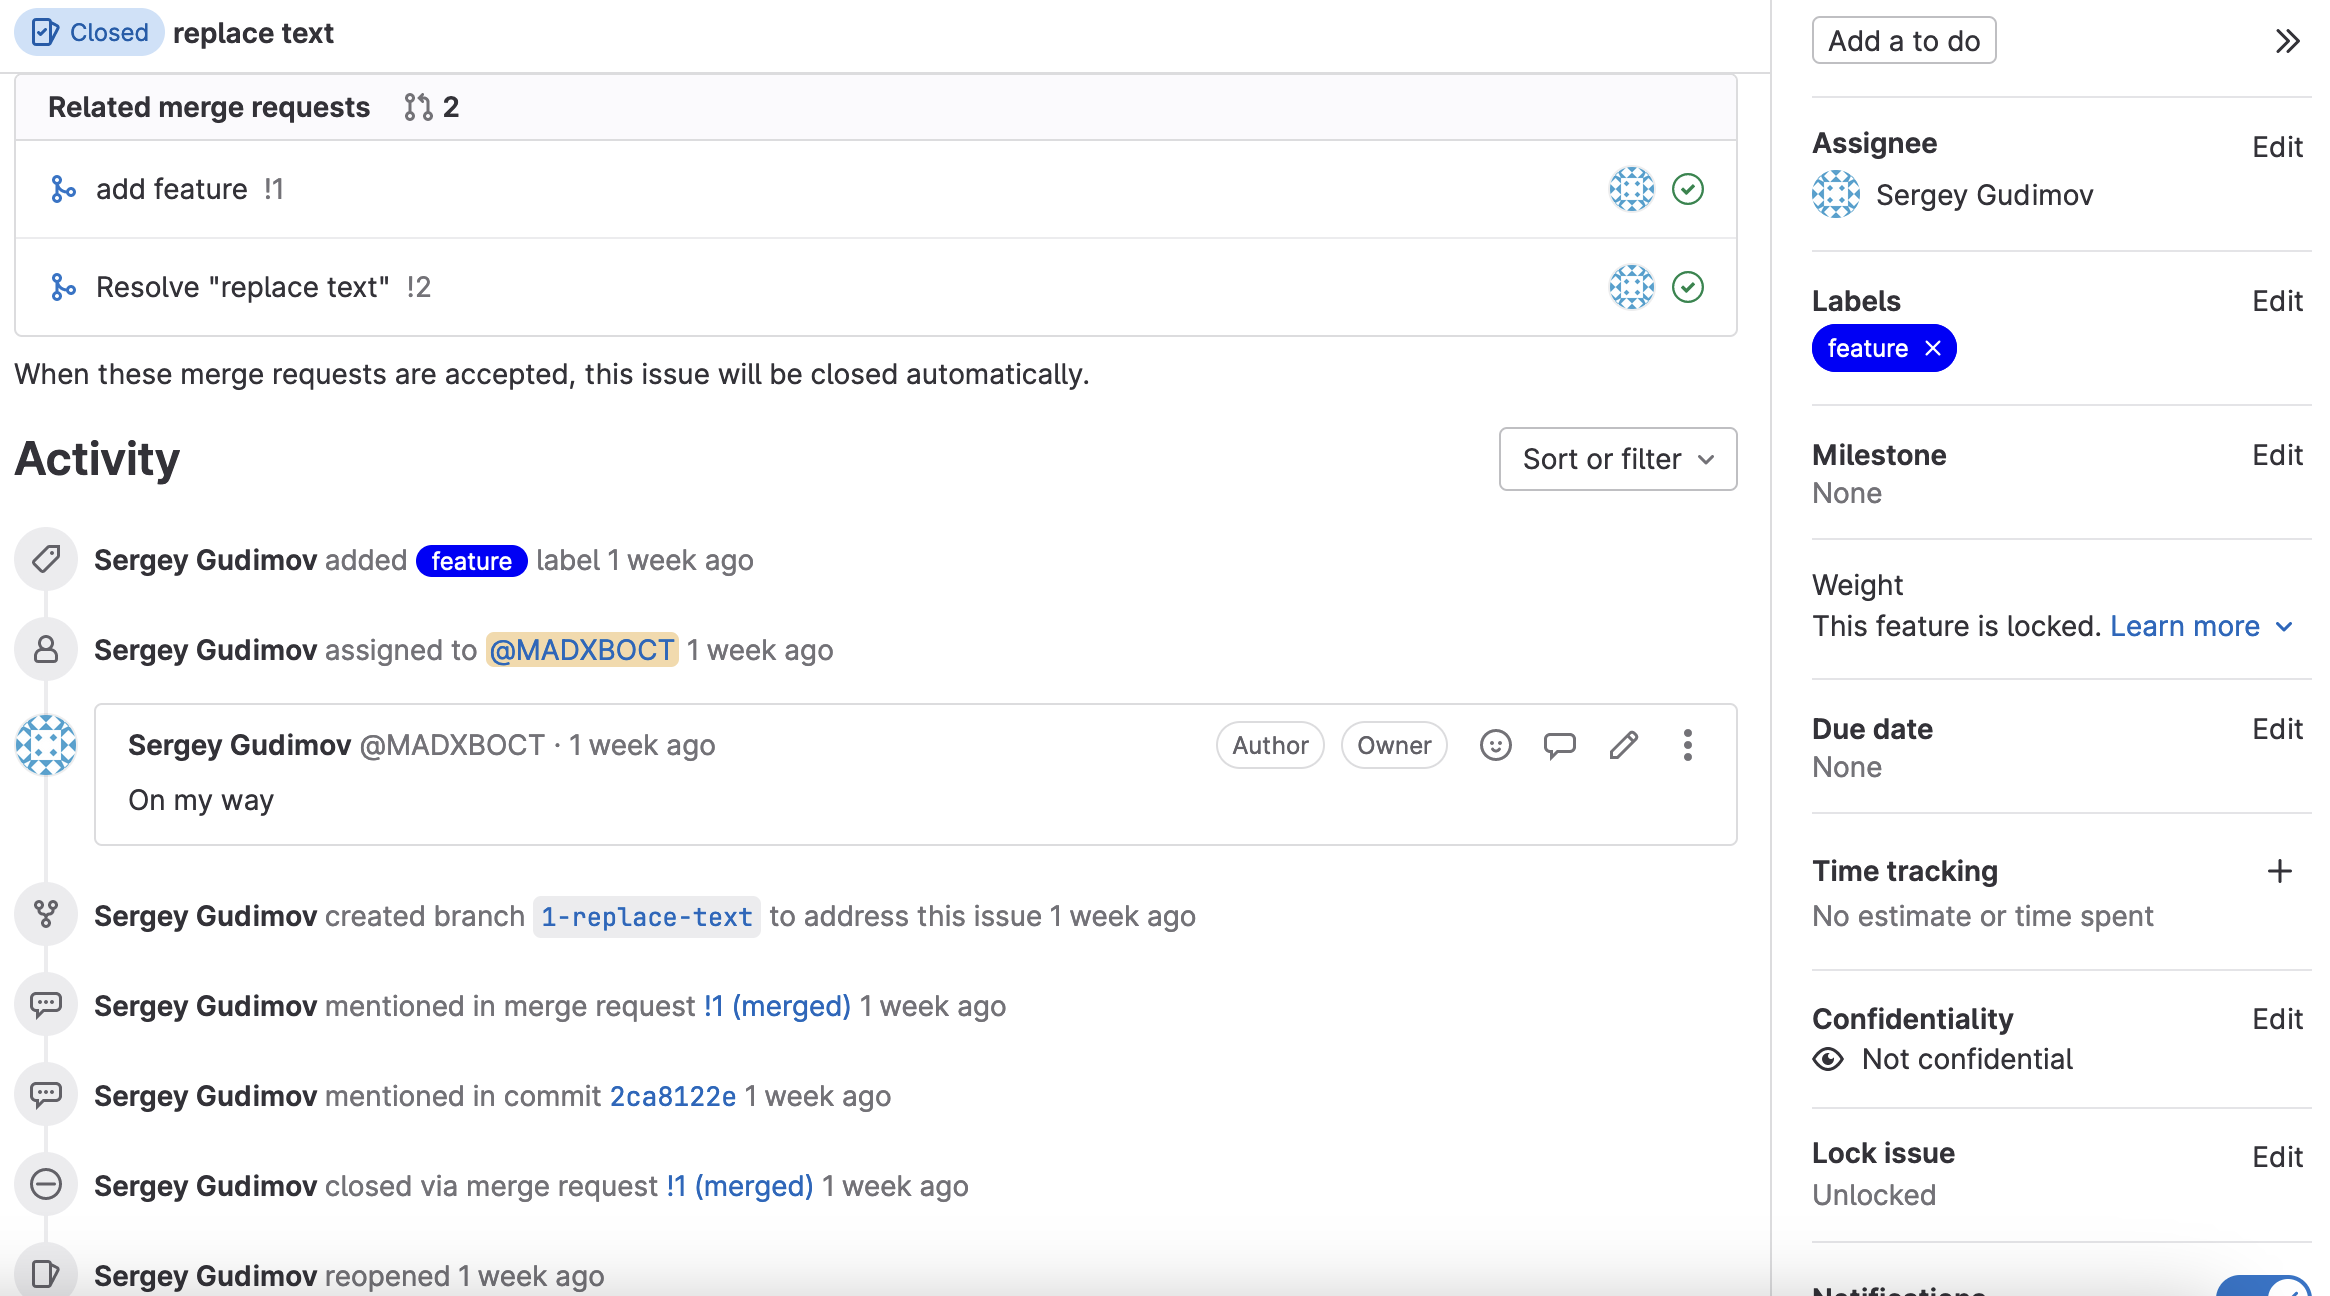 Closed replace text
Related merge requests 2
add feature !1
Resolve "replace text" !2
When these merge requests are accepted, this issue will be closed automatically.
Activity
Sort or filter
Sergey Gudimov added feature label 1 week ago
Sergey Gudimov assigned to @MADXBOCT 1 week ago
Sergey Gudimov @MADXBOCT · 1 week ago
Author
Owner
On my way
Sergey Gudimov created branch 1-replace-text to address this issue 1 week ago
Sergey Gudimov mentioned in merge request !1 (merged) 1 week ago
Sergey Gudimov mentioned in commit 2ca8122e 1 week ago
Sergey Gudimov closed via merge request !1 (merged) 1 week ago
Sergey Gudimov reopened 1 week ago
Add a to do
Assignee Edit
Sergey Gudimov
Labels Edit
feature
Milestone Edit
None
Weight
This feature is locked. Learn more
Due date Edit
None
Time tracking
No estimate or time spent
Confidentiality Edit
Not confidential
Lock issue Edit
Unlocked
Notifications